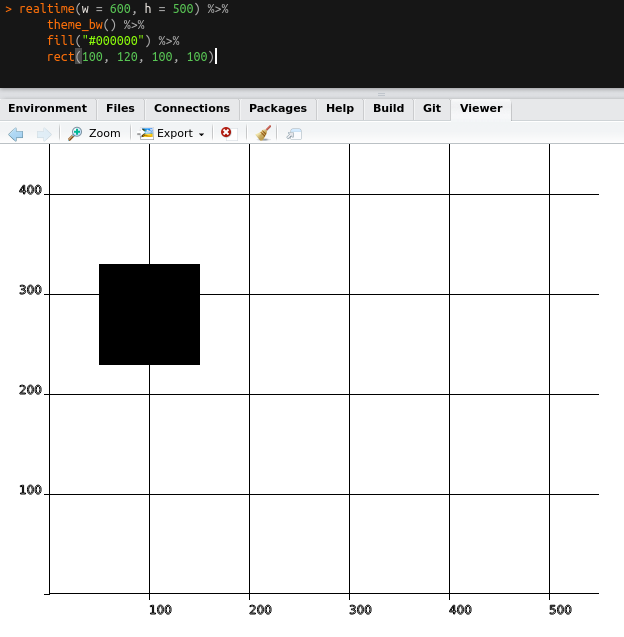 > realtime(w = 600, h = 500) %>%
theme_bw() %>%
fill("#000000") %>%
rect(100, 120, 100, 100)
Environment Files Connections Packages Help Build Git Viewer
Zoom Export
400
300
200
100
100 200 300 400 500